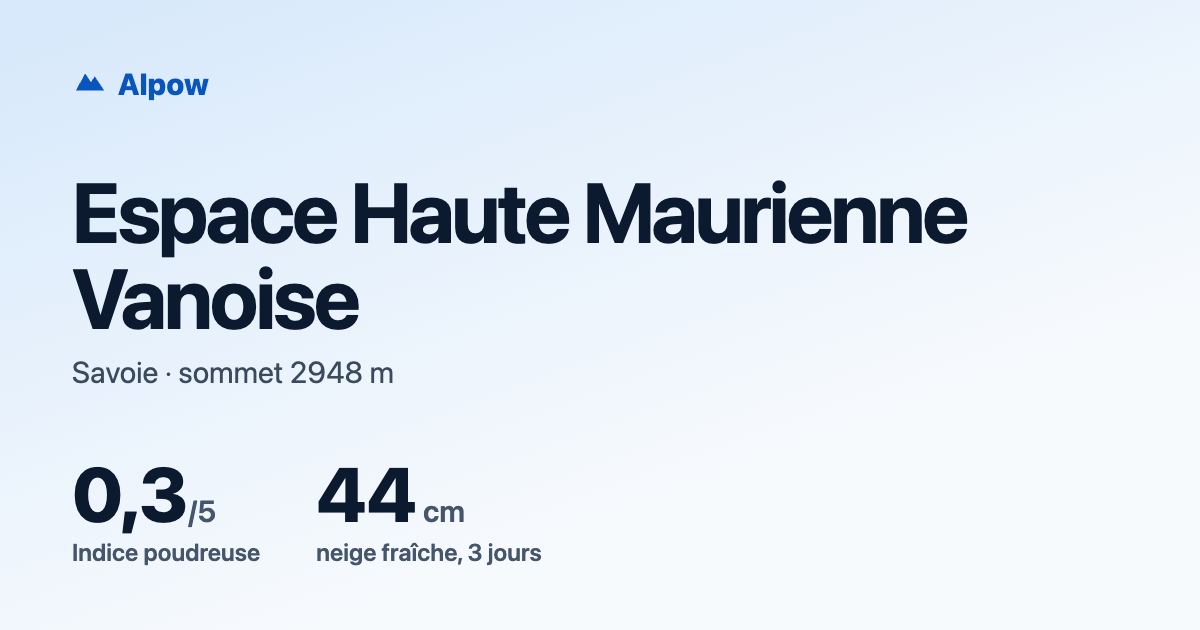 Alpow
Espace Haute Maurienne
Vanoise
Savoie · sommet 2948 m
0,3/5
44 cm
Indice poudreuse
neige fraîche, 3 jours